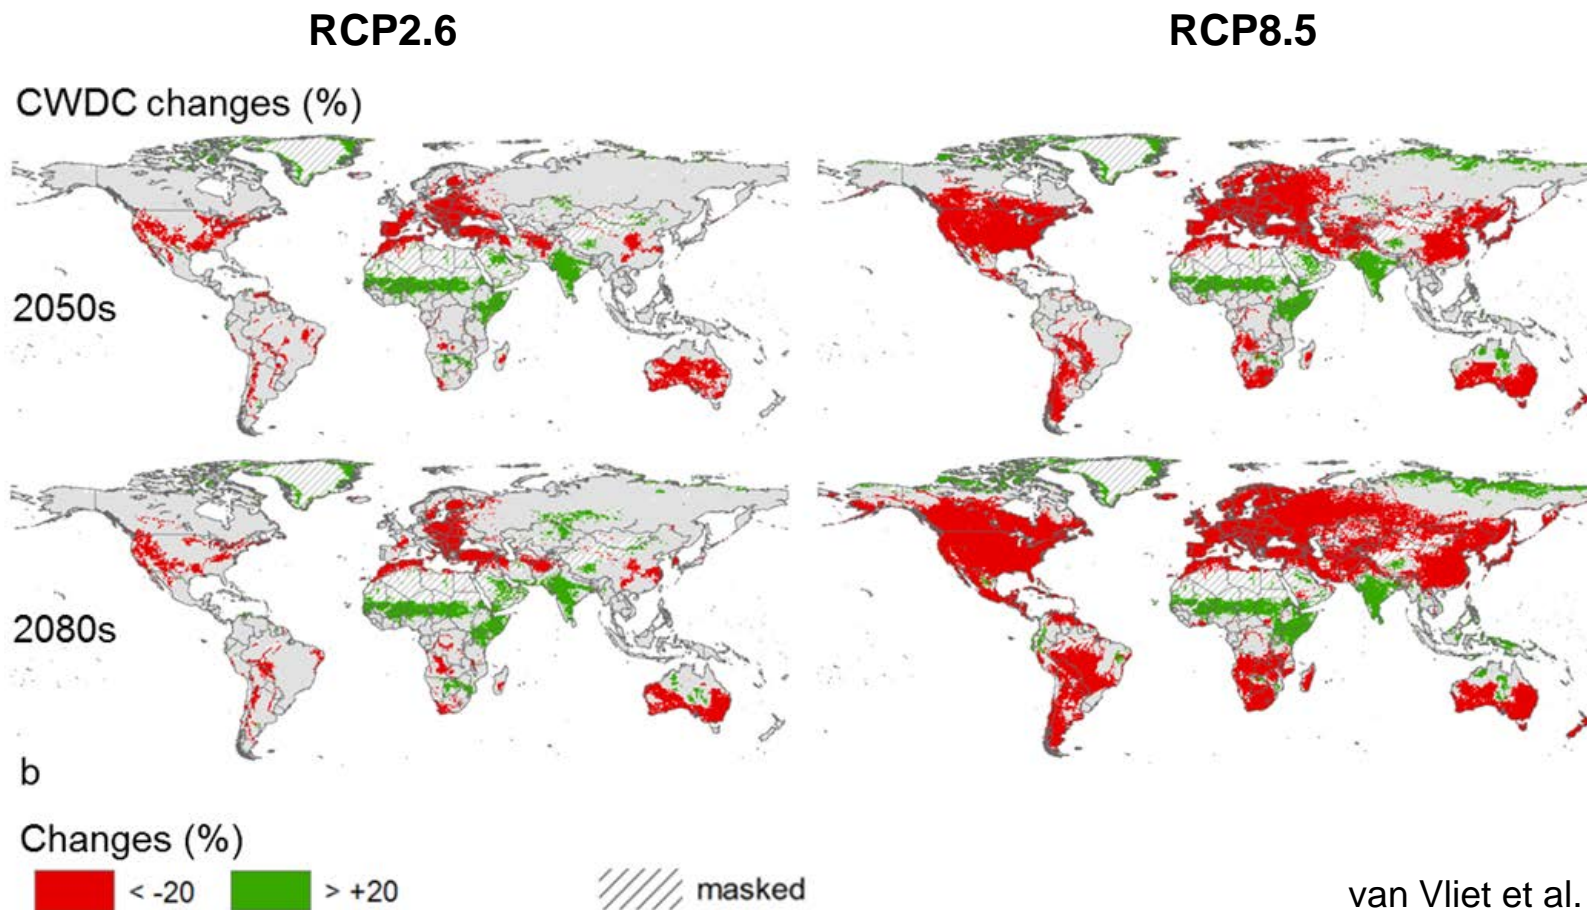 RCP2.6
RCP8.5
CWDC changes (%)
2050s
2080s
b
Changes (%)
< -20
> +20
masked
van Vliet et al.